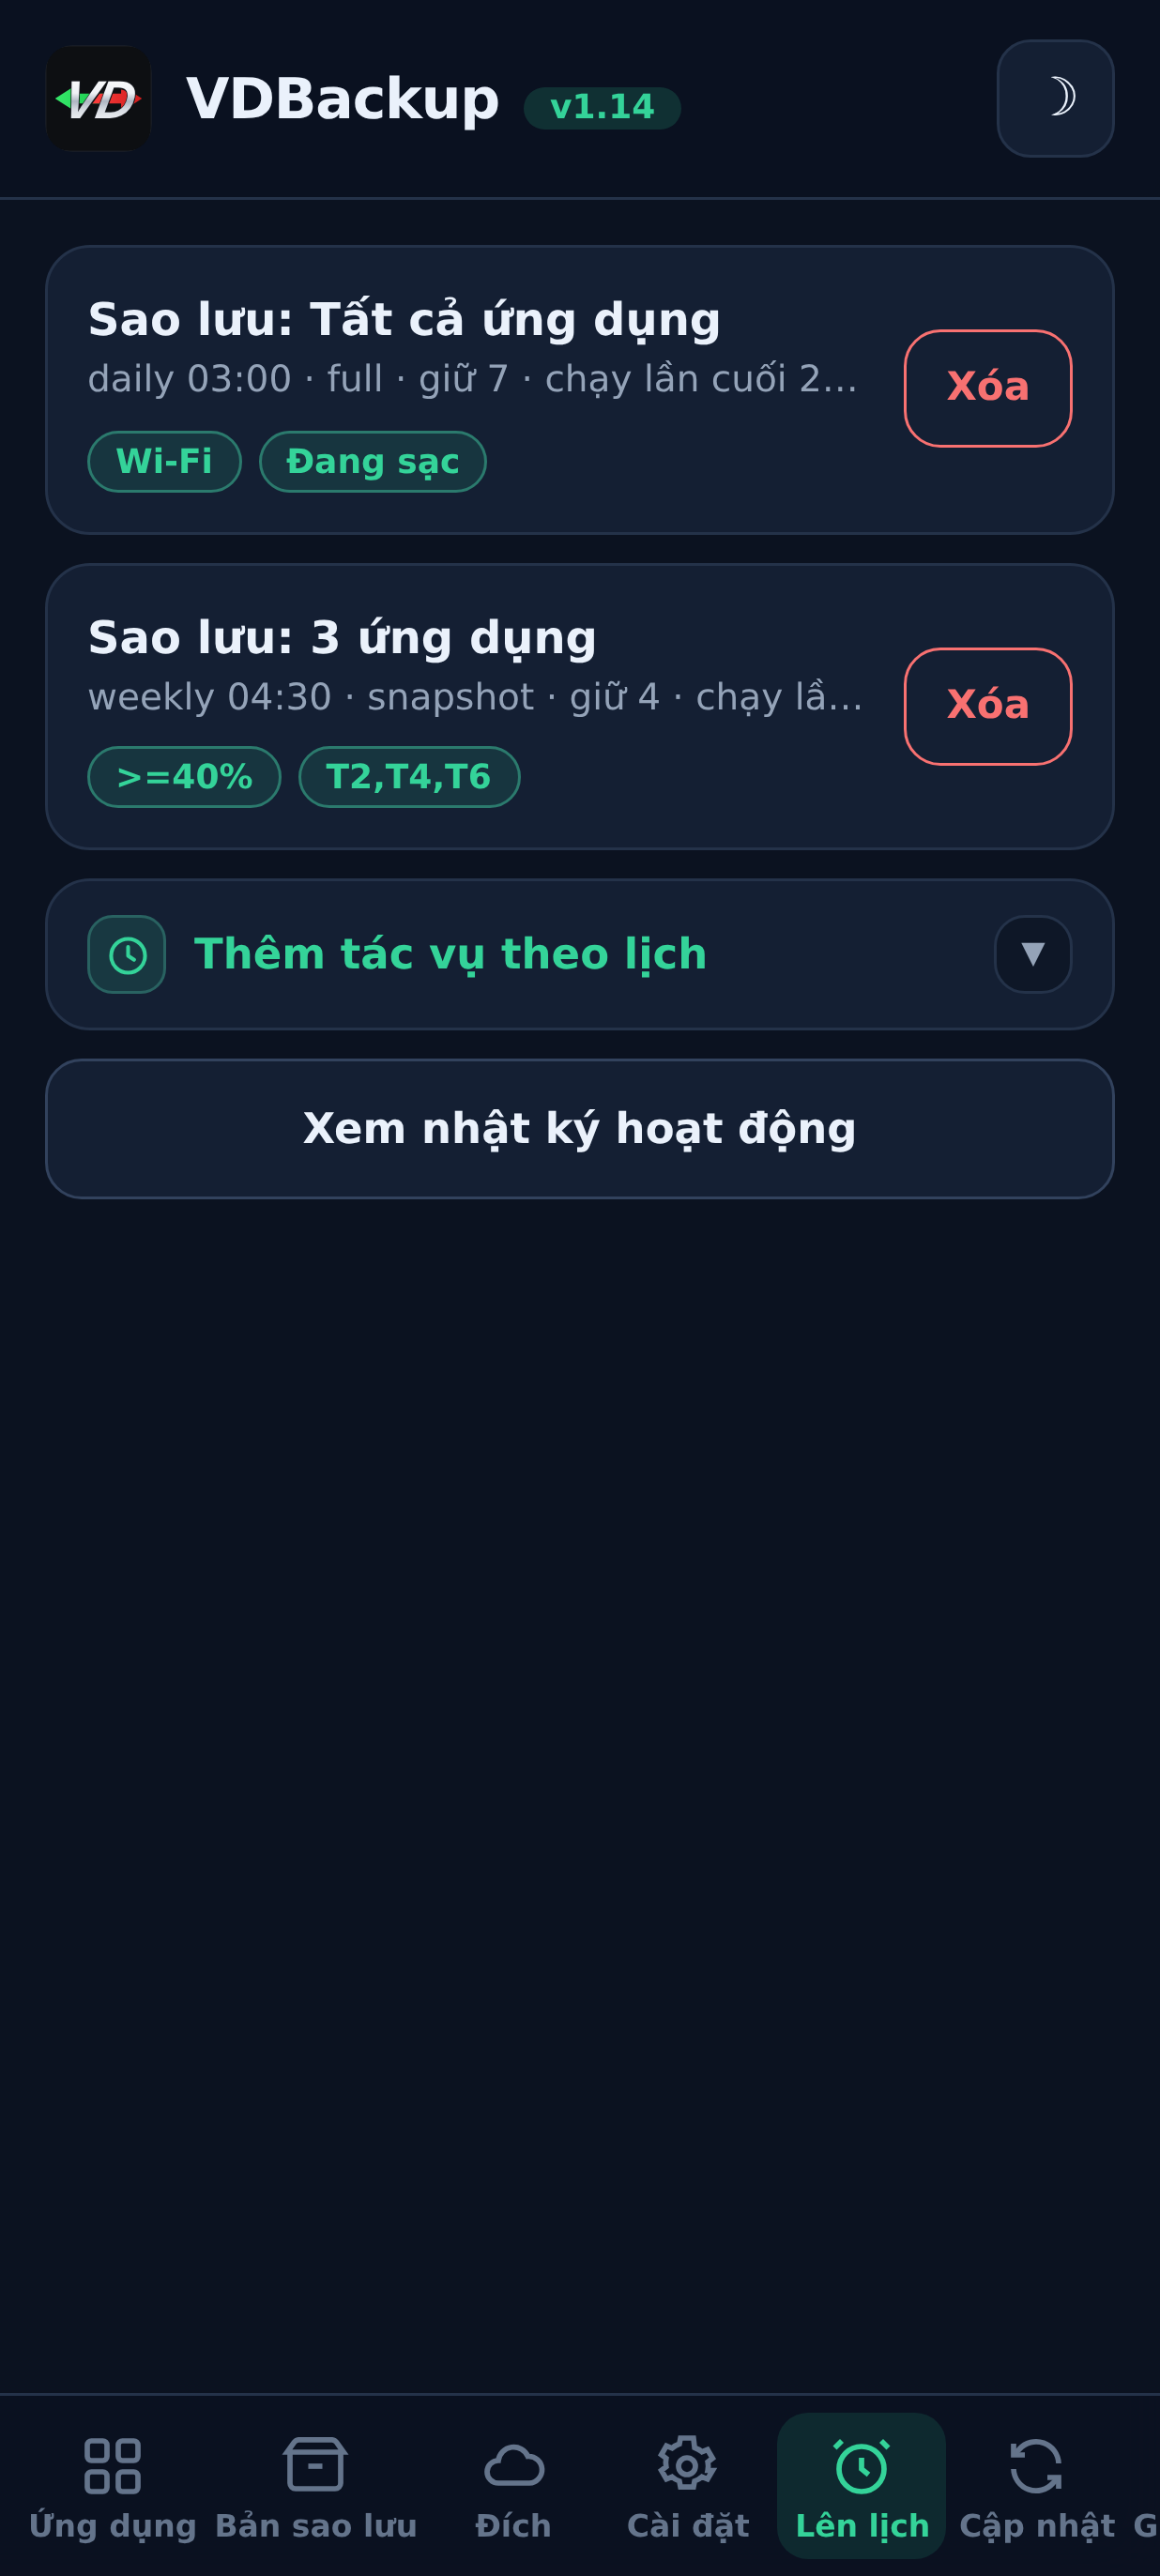 VD
VDBackup v1.14
Sao lưu: Tất cả ứng dụng
daily 03:00 · full · giữ 7 · chạy lần cuối 2...
Xóa
Wi-Fi
Đang sạc
Sao lưu: 3 ứng dụng
weekly 04:30 · snapshot · giữ 4 · chạy lầ...
Xóa
>=40%
T2,T4,T6
Thêm tác vụ theo lịch
Xem nhật ký hoạt động
Ứng dụng
Bản sao lưu
Đích
Cài đặt
Lên lịch
Cập nhật
G